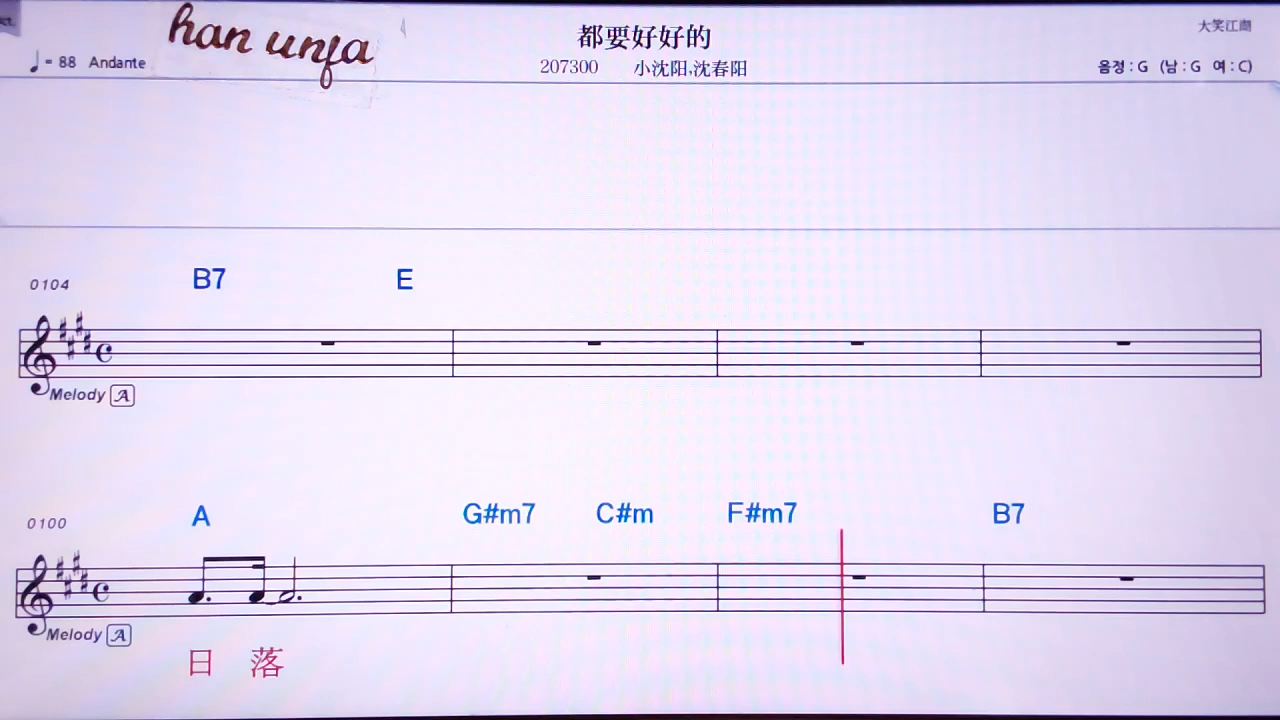 han unfa
都要好好的
大笑江湖
♩= 88 Andante
207300 小沈阳,沈春阳
음정 : G (남 : G 여 : C)
0104 B7 E
Melody A
0100 A G#m7 C#m F#m7 B7
Melody A
日 落